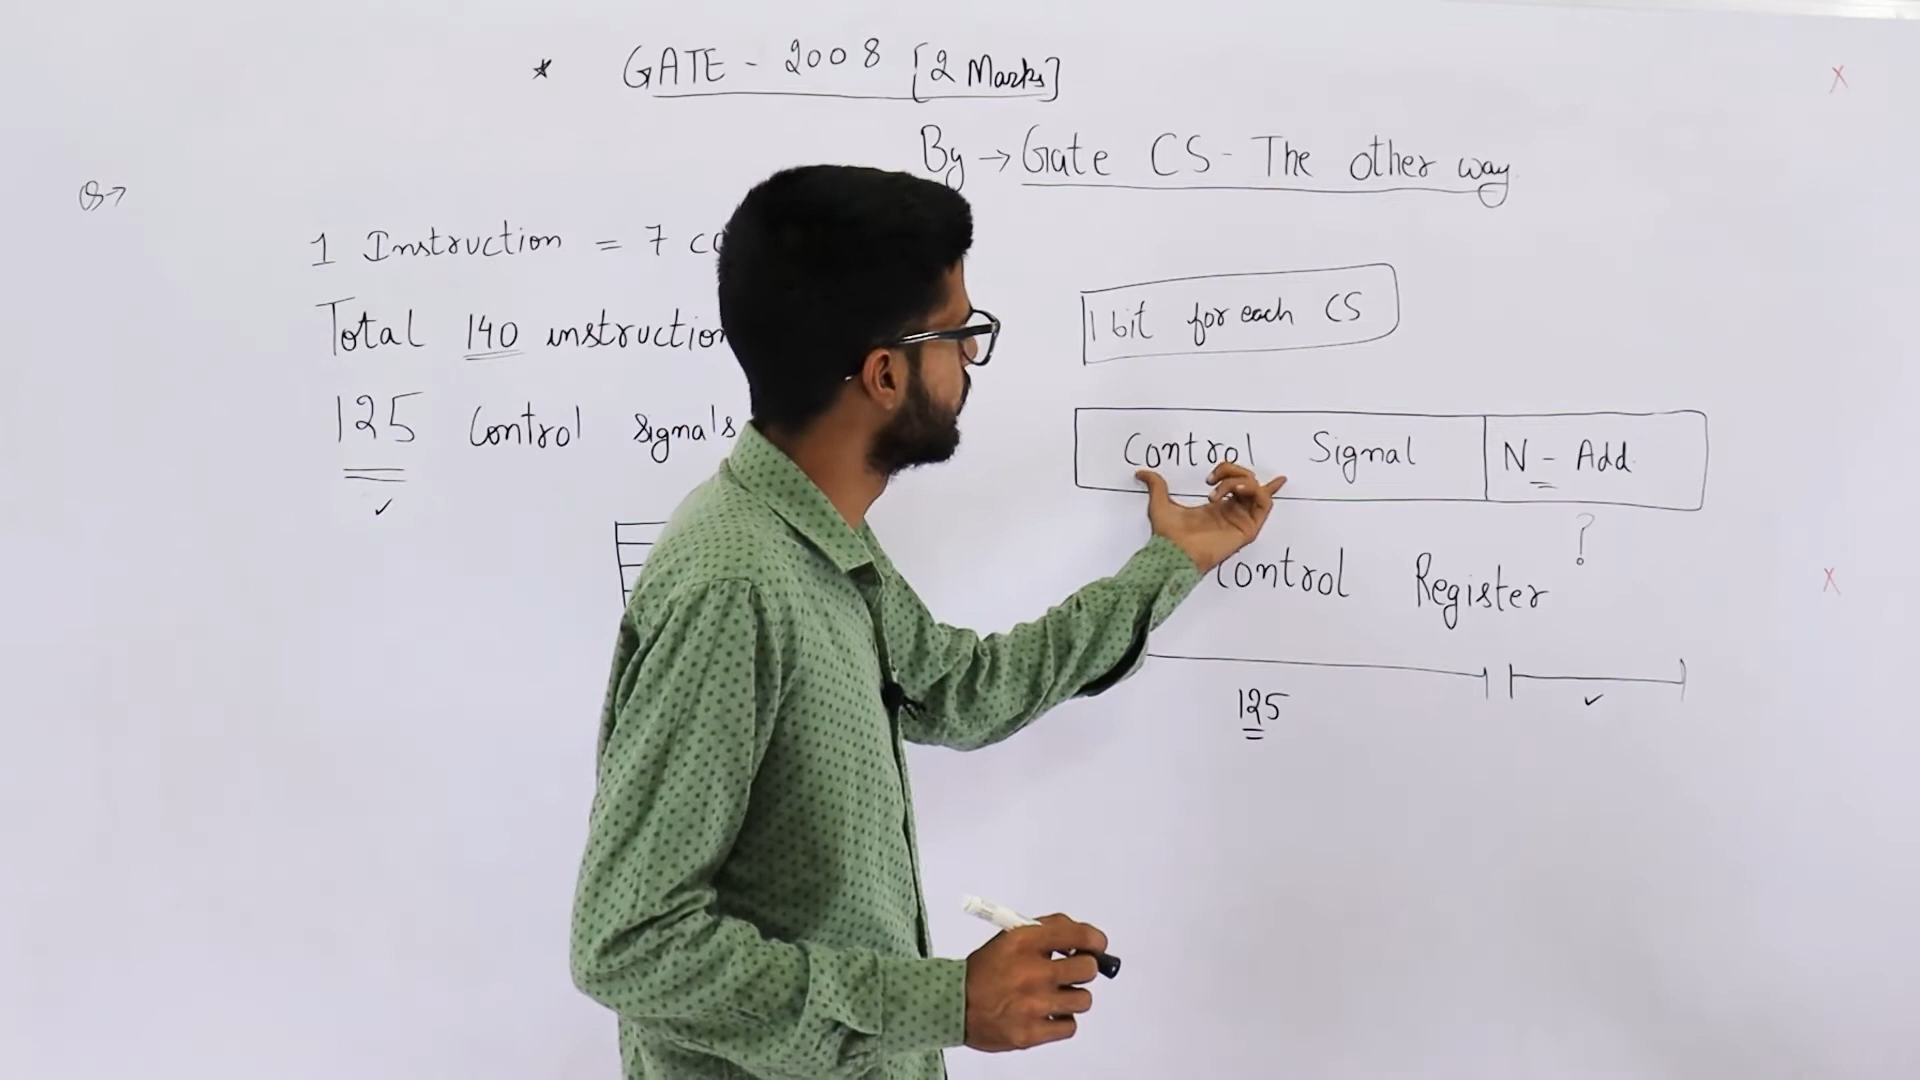 * GATE - 2008 [2 Marks]
By → Gate CS - The other way
Q→
1 Instruction = 7
Total 140 instruction
125 Control signals
1 bit for each CS
Control Signal N - Add
?
Control Register
125